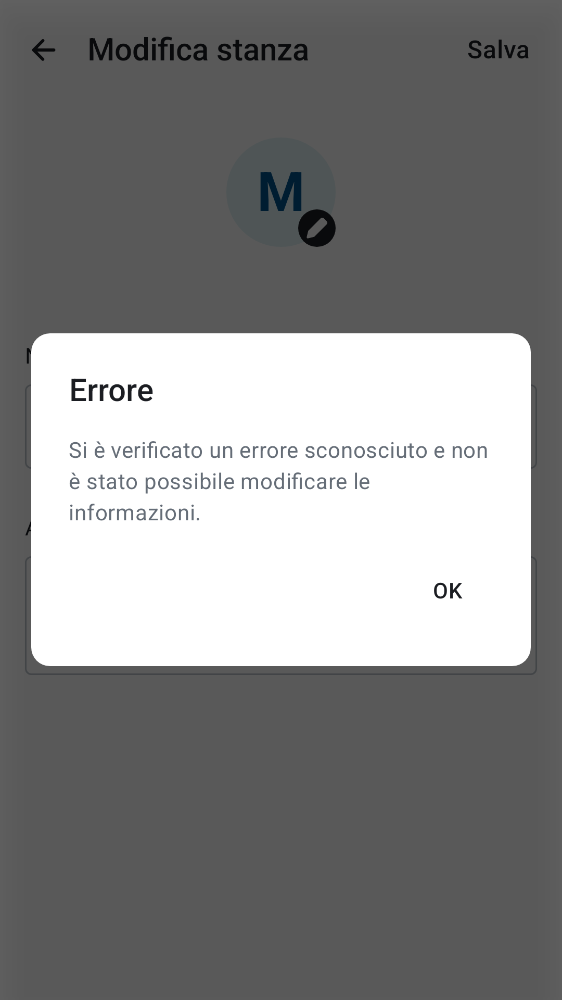 Modifica stanza
Salva
M
Errore
Si è verificato un errore sconosciuto e non
è stato possibile modificare le
informazioni.
OK